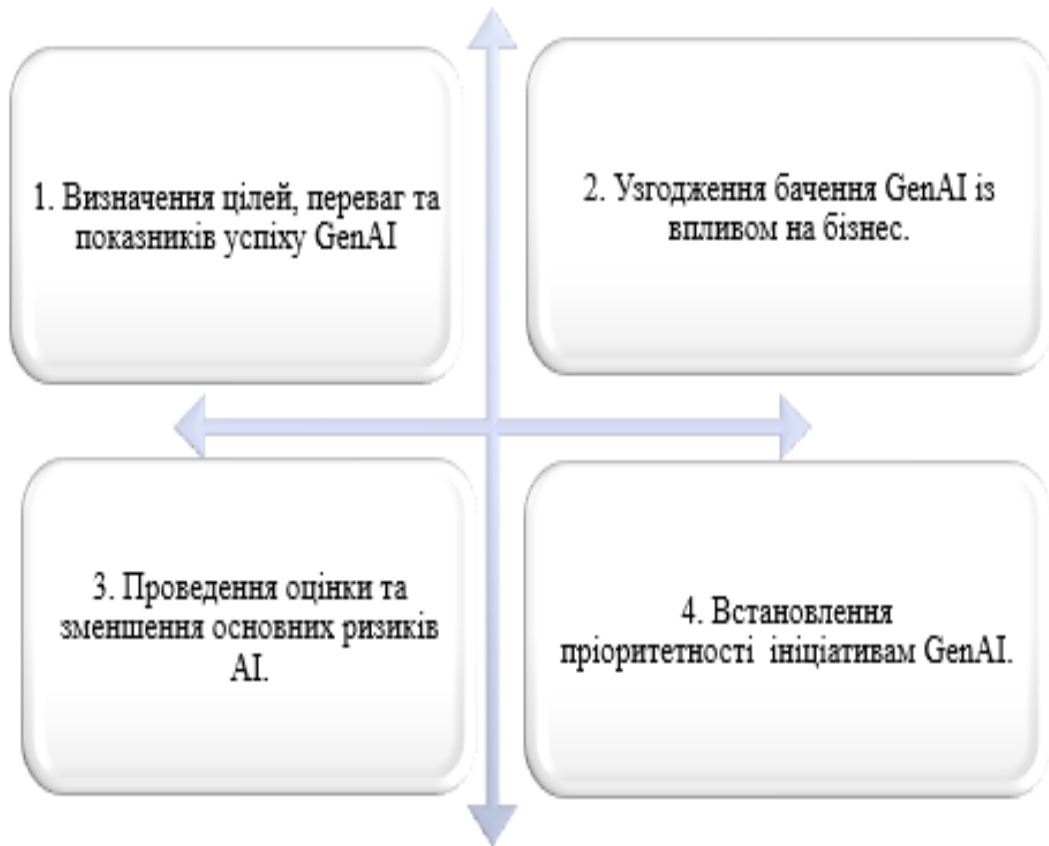 1. Визначення цілей, переваг та
показників успіху GenAI
2. Узгодження бачення GenAI із
впливом на бізнес.
3. Проведення оцінки та
зменшення основних ризиків
AI.
4. Встановлення
пріоритетності  ініціативам GenAI.